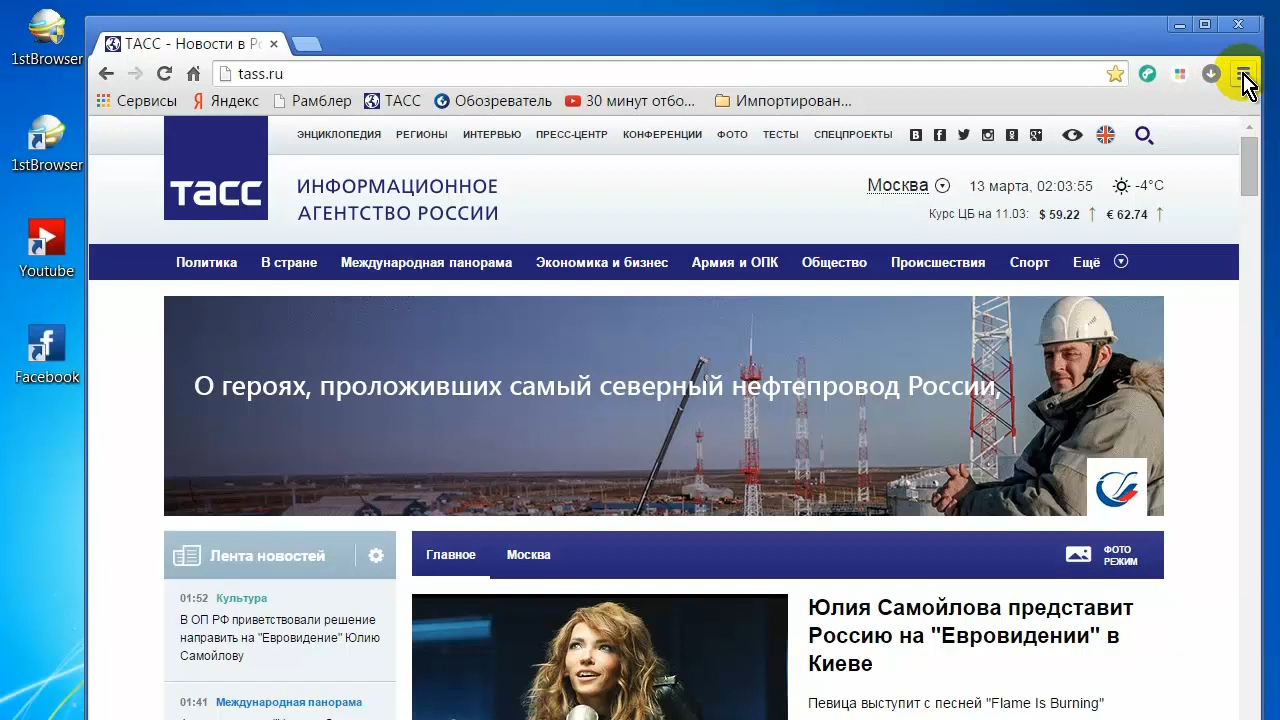 1stBrowser
1stBrowser
Youtube
Facebook
ТАСС - Новости в Рс
tass.ru
Сервисы Яндекс Рамблер ТАСС Обозреватель 30 минут отбо... Импортирован...
ЭНЦИКЛОПЕДИЯ РЕГИОНЫ ИНТЕРВЬЮ ПРЕСС-ЦЕНТР КОНФЕРЕНЦИИ ФОТО ТЕСТЫ СПЕЦПРОЕКТЫ
ТАСС
ИНФОРМАЦИОННОЕ
АГЕНТСТВО РОССИИ
Москва 13 марта, 02:03:55 -4°C
Курс ЦБ на 11.03: $ 59.22 ↑ € 62.74 ↑
Политика В стране Международная панорама Экономика и бизнес Армия и ОПК Общество Происшествия Спорт Ещё
О героях, проложивших самый северный нефтепровод России,
Лента новостей
01:52 Культура
В ОП РФ приветствовали решение
направить на "Евровидение" Юлию
Самойлову
01:41 Международная панорама
Главное Москва
ФОТО
РЕЖИМ
Юлия Самойлова представит
Россию на "Евровидении" в
Киеве
Певица выступит с песней "Flame Is Burning"